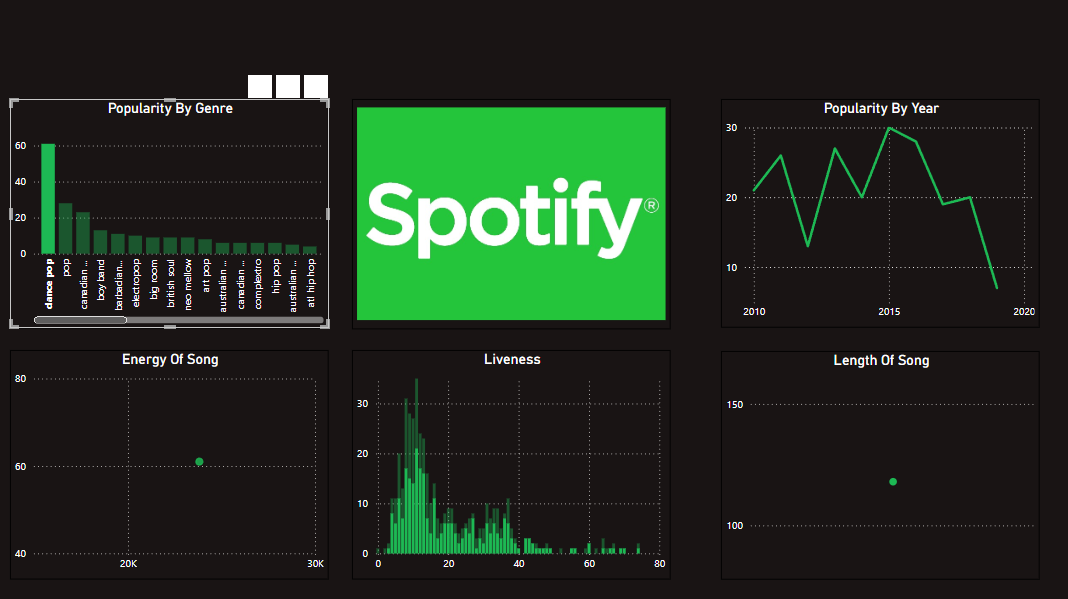 Popularity By Genre
60
40
20
0
dance pop
pop
canadian ...
boy band
barbadian...
electropop
big room
british soul
neo mellow
art pop
australian ...
canadian ...
complextro
hip pop
australian ...
atl hip hop
Spotify®
Popularity By Year
30
20
10
2010 2015 2020
Energy Of Song
80
60
40
20K 30K
Liveness
30
20
10
0
0 20 40 60 80
Length Of Song
150
100